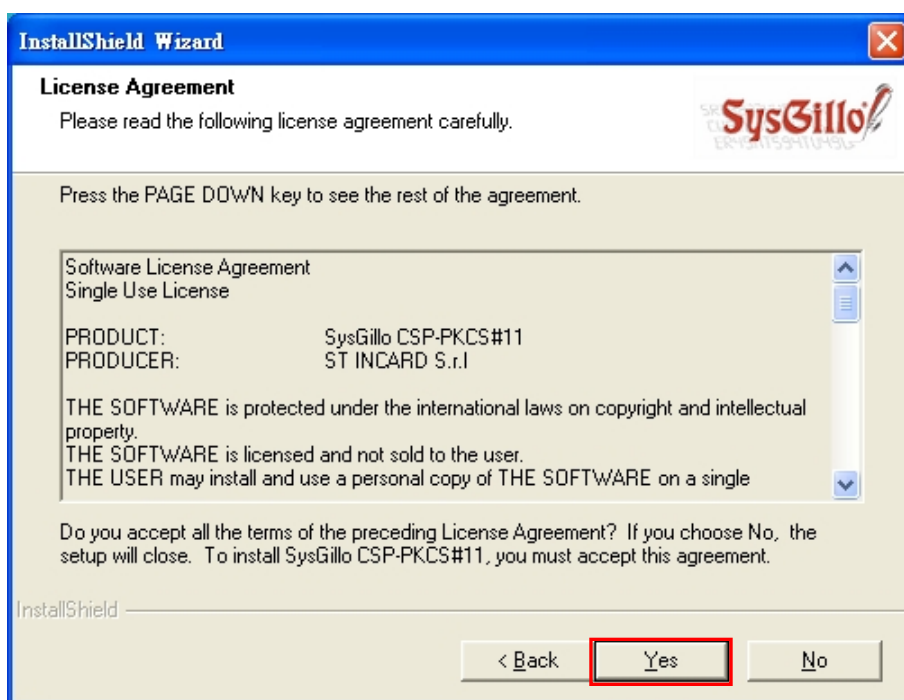 InstallShield Wizard
License Agreement
Please read the following license agreement carefully.
SysGillo
Press the PAGE DOWN key to see the rest of the agreement.
Software License Agreement
Single Use License
PRODUCT: SysGillo CSP-PKCS#11
PRODUCER: ST INCARD S.r.l
THE SOFTWARE is protected under the international laws on copyright and intellectual
property.
THE SOFTWARE is licensed and not sold to the user.
THE USER may install and use a personal copy of THE SOFTWARE on a single
Do you accept all the terms of the preceding License Agreement? If you choose No, the
setup will close. To install SysGillo CSP-PKCS#11, you must accept this agreement.
InstallShield
< Back Yes No